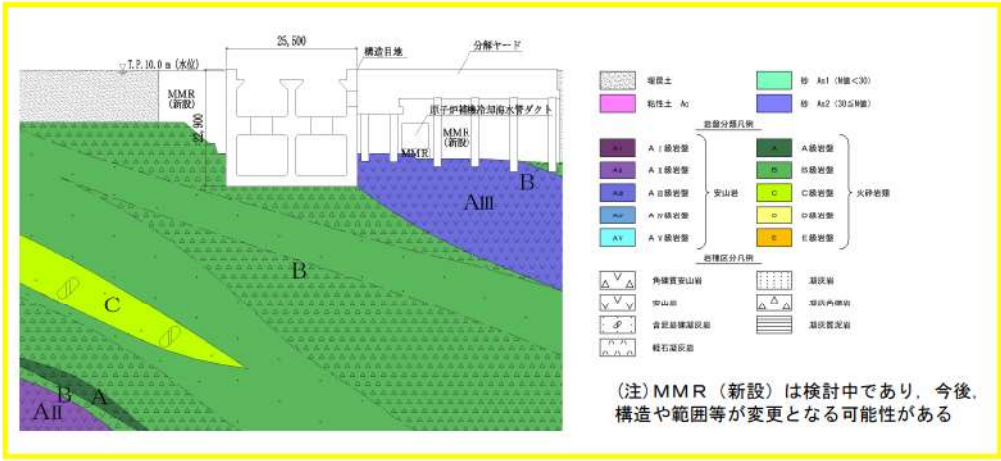 25,500
構造目地
分解ヤード
▽T.P.10.0m (水位)
MMR
(新設)
22,900
原子炉補機冷却海水管ダクト
MMR
(新設)
MMR
B
AIII
B
C
B
A
AII
埋戻土
砂 As1 (N値<30)
粘性土 Ac
砂 As2 (30≦N値)
岩盤分類凡例
AⅠ級岩盤
A A級岩盤
AⅡ級岩盤
B B級岩盤
AⅢ AⅢ級岩盤
安山岩
C C級岩盤
火砕岩類
AⅣ AⅣ級岩盤
D D級岩盤
AⅤ AⅤ級岩盤
E E級岩盤
岩種区分凡例
角礫質安山岩
凝灰岩
安山岩
凝灰角礫岩
含泥岩礫凝灰岩
凝灰質泥岩
軽石凝灰岩
(注)MMR(新設)は検討中であり,今後,
構造や範囲等が変更となる可能性がある